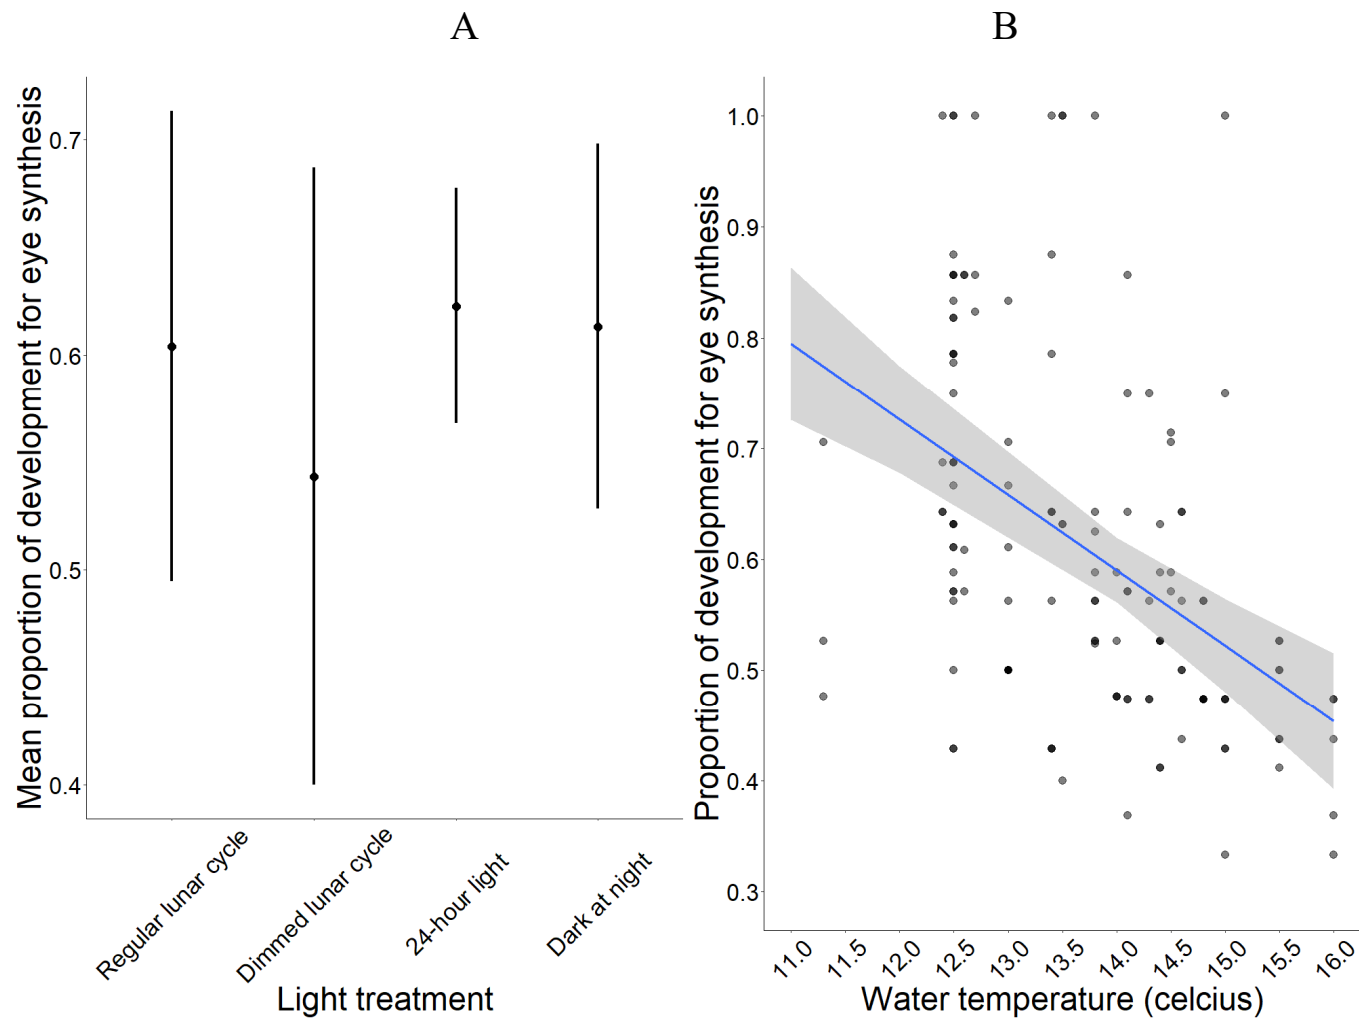 A
B
Mean proportion of development for eye synthesis
0.7
0.6
0.5
0.4
Regular lunar cycle
Dimmed lunar cycle
24-hour light
Dark at night
Light treatment
Proportion of development for eye synthesis
1.0
0.9
0.8
0.7
0.6
0.5
0.4
0.3
11.0
11.5
12.0
12.5
13.0
13.5
14.0
14.5
15.0
15.5
16.0
Water temperature (celcius)